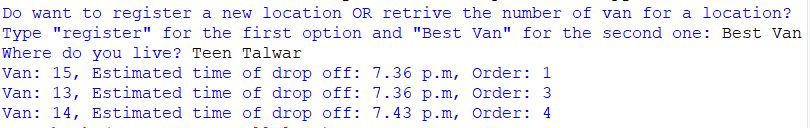 Do want to register a new location OR retrive the number of van for a location?
Type "register" for the first option and "Best Van" for the second one: Best Van
Where do you live? Teen Talwar
Van: 15, Estimated time of drop off: 7.36 p.m, Order: 1
Van: 13, Estimated time of drop off: 7.36 p.m, Order: 3
Van: 14, Estimated time of drop off: 7.43 p.m, Order: 4